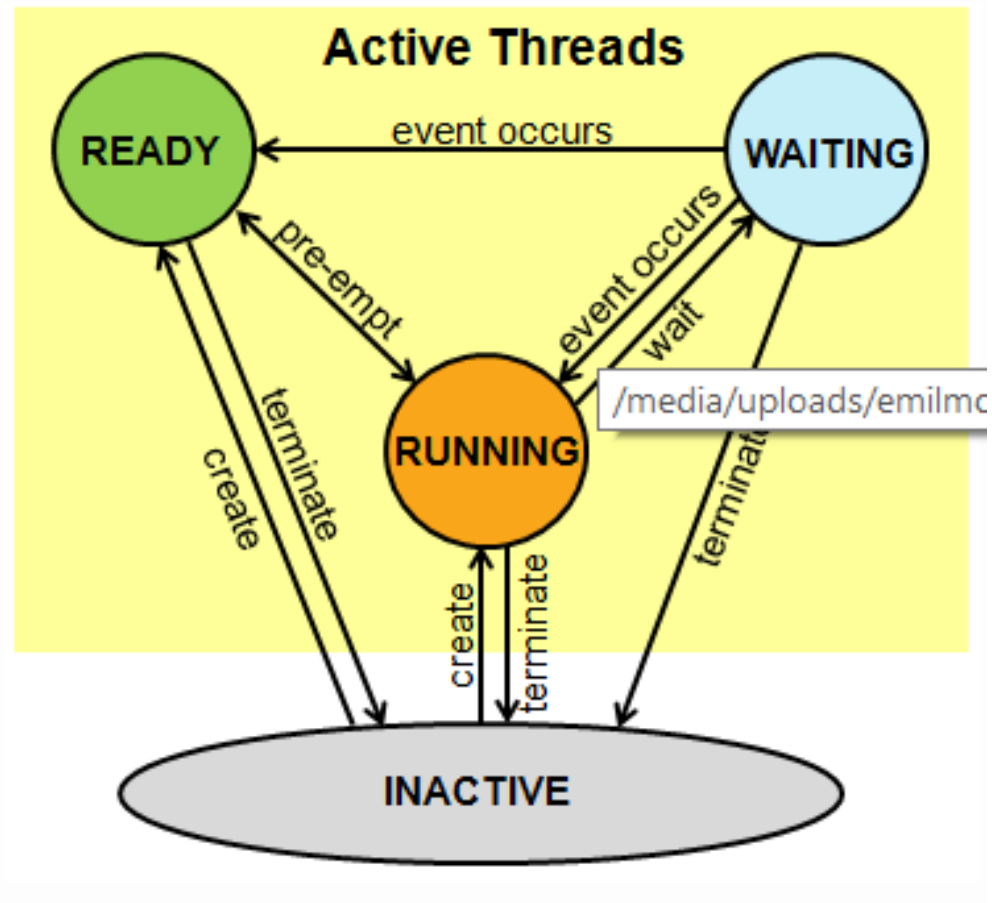 Active Threads
READY
event occurs
WAITING
pre-empt
event occurs
wait
/media/uploads/emilmo
RUNNING
terminate
create
terminate
create
terminate
INACTIVE